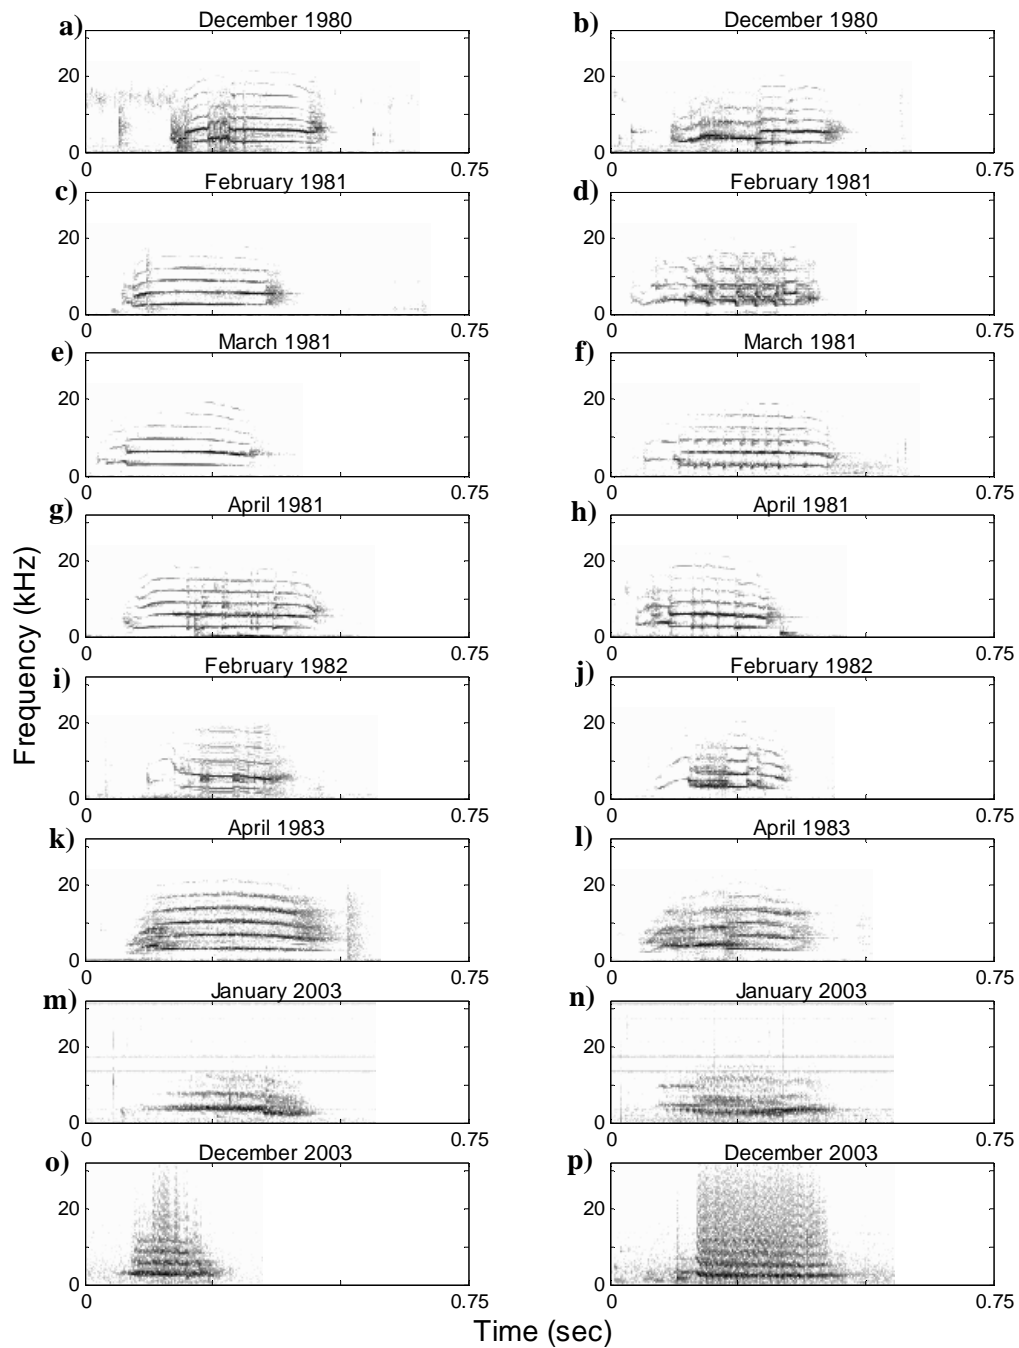 December 1980
a)
20
0
0
0.75
December 1980
b)
20
0
0
0.75
February 1981
c)
20
0
0
0.75
February 1981
d)
20
0
0
0.75
March 1981
e)
20
0
0
0.75
March 1981
f)
20
0
0
0.75
April 1981
g)
20
0
0
0.75
April 1981
h)
20
0
0
0.75
February 1982
i)
20
0
0
0.75
February 1982
j)
20
0
0
0.75
April 1983
k)
20
0
0
0.75
April 1983
l)
20
0
0
0.75
January 2003
m)
20
0
0
0.75
January 2003
n)
20
0
0
0.75
December 2003
o)
20
0
0
0.75
December 2003
p)
20
0
0
0.75
Frequency (kHz)
Time (sec)